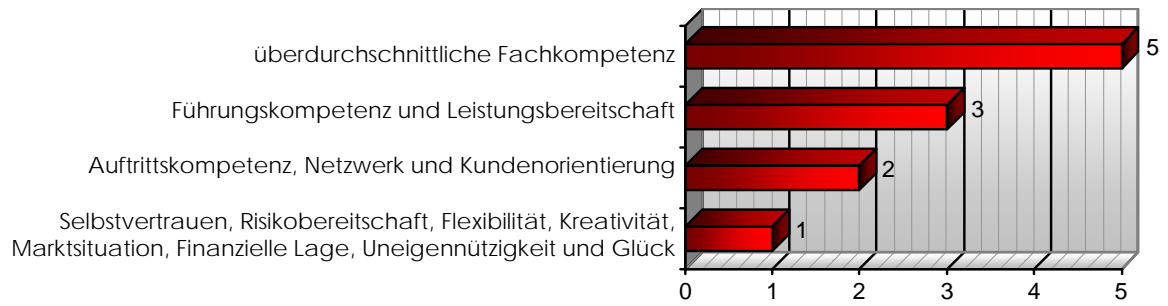 überdurchschnittliche Fachkompetenz
5
Führungskompetenz und Leistungsbereitschaft
3
Auftrittskompetenz, Netzwerk und Kundenorientierung
2
Selbstvertrauen, Risikobereitschaft, Flexibilität, Kreativität,
Marktsituation, Finanzielle Lage, Uneigennützigkeit und Glück
1
0 1 2 3 4 5